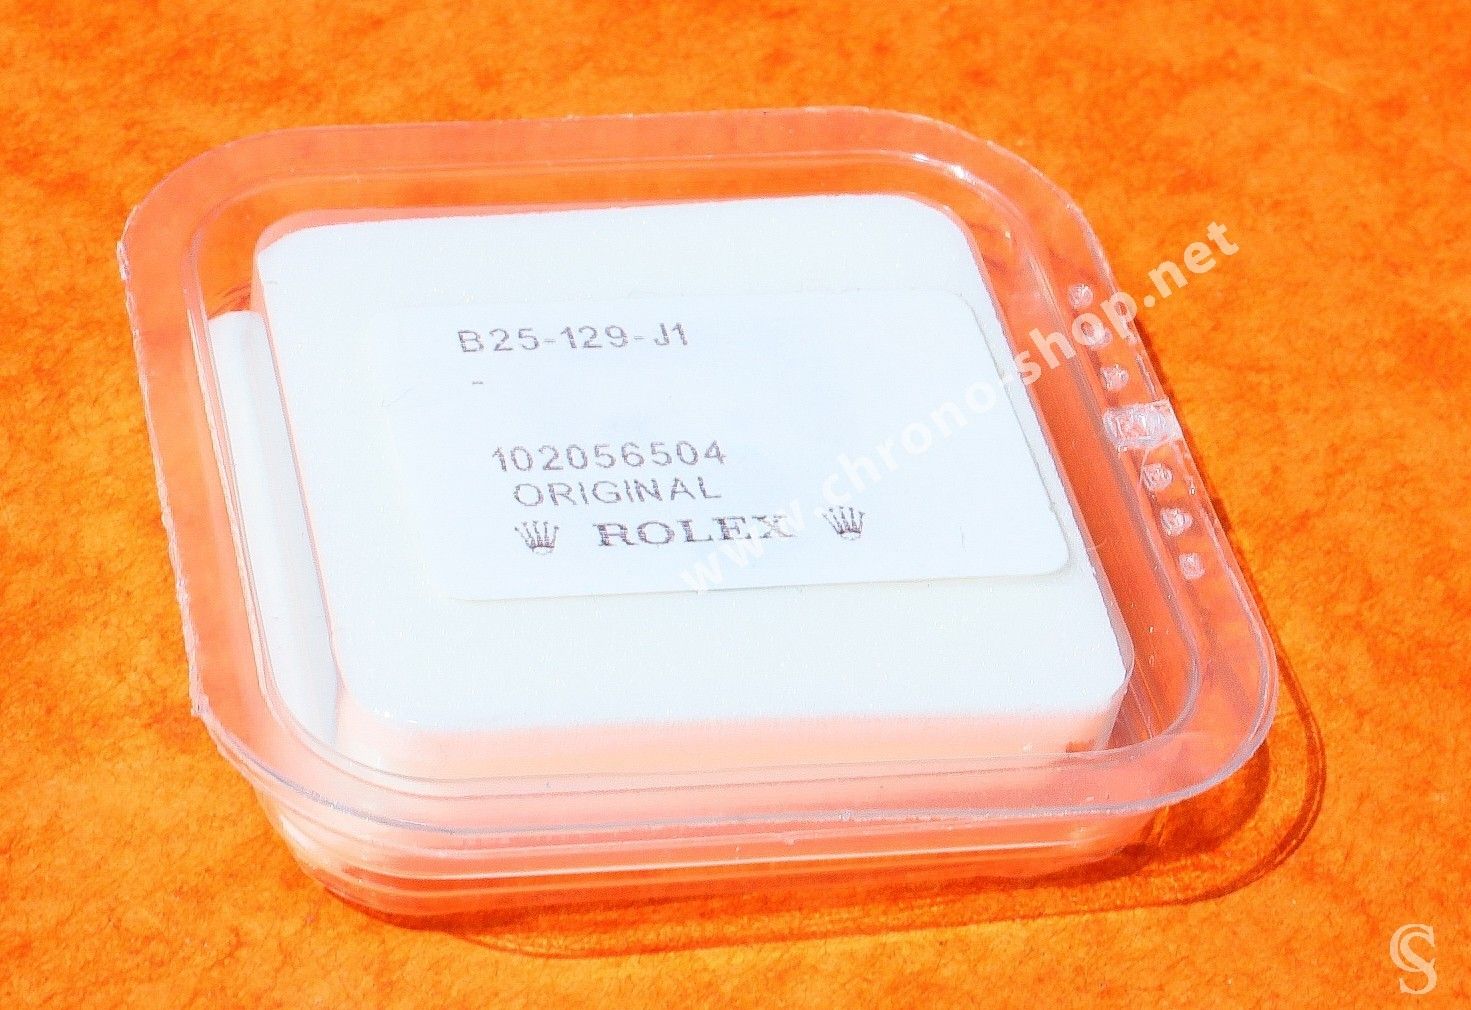 B25-129-J1
-
102056504
ORIGINAL
ROLEX
www.chrono-shop.net
CS